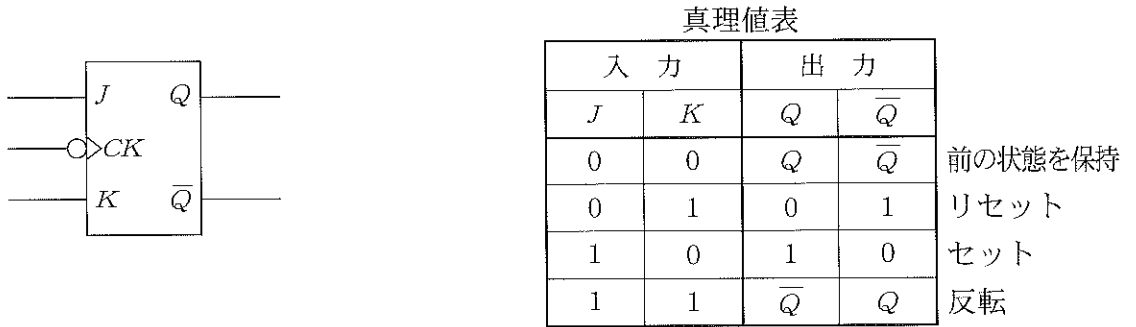 J Q
CK
K Q̅
真理値表
入 力 出 力
J K Q Q̅
0 0 Q Q̅ 前の状態を保持
0 1 0 1 リセット
1 0 1 0 セット
1 1 Q̅ Q 反転